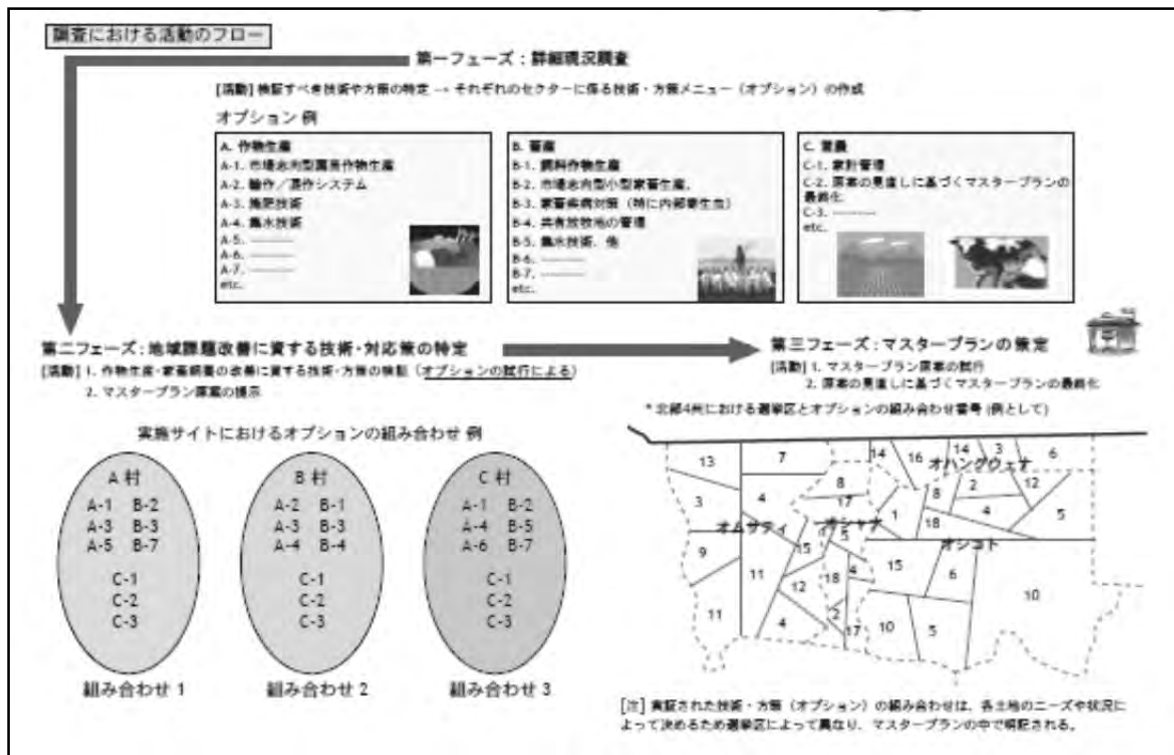 調査における活動のフロー
第一フェーズ：詳細現況調査
[活動] 検証すべき技術や方策の特定 --> それぞれのセクターに係る技術・方策メニュー（オプション）の作成
オプション 例
A. 作物生産
A-1. 市場志向型園芸作物生産
A-2. 輪作／混作システム
A-3. 施肥技術
A-4. 集水技術
A-5. ----------
A-6. ----------
A-7. ----------
etc.
B. 畜産
B-1. 飼料作物生産
B-2. 市場志向型小型家畜生産、
B-3. 家畜疾病対策（特に内部寄生虫）
B-4. 共有放牧地の管理
B-5. 集水技術、他
B-6. ----------
B-7. ----------
etc.
C. 営農
C-1. 家計管理
C-2. 原案の見直しに基づくマスタープランの
最終化
C-3. ----------
etc.
第二フェーズ：地域課題改善に資する技術・対応策の特定
[活動] 1. 作物生産・家畜飼養の改善に資する技術・方策の検証（オプションの試行による）
2. マスタープラン原案の提示
第三フェーズ：マスタープランの策定
[活動] 1. マスタープラン原案の試行
2. 原案の見直しに基づくマスタープランの最終化
実施サイトにおけるオプションの組み合わせ 例
A 村
A-1 B-2
A-3 B-3
A-5 B-7
C-1
C-2
C-3
組み合わせ 1
B 村
A-2 B-1
A-3 B-3
A-4 B-4
C-1
C-2
C-3
組み合わせ 2
C 村
A-1 B-2
A-4 B-5
A-6 B-7
C-1
C-2
C-3
組み合わせ 3
* 北部4州における選挙区とオプションの組み合わせ番号 (例として)
13 7 14 16 14 3 6
オハングウェナ
3 4 8 17 8 2 12
1 18 4 5
オムサティ オシャナ
5 オシコト
9 11 15 15 6 10
12 18 4
11 4 2 17 10 5
[注] 実証された技術・方策（オプション）の組み合わせは、各土地のニーズや状況に
よって決めるため選挙区によって異なり、マスタープランの中で明記される。